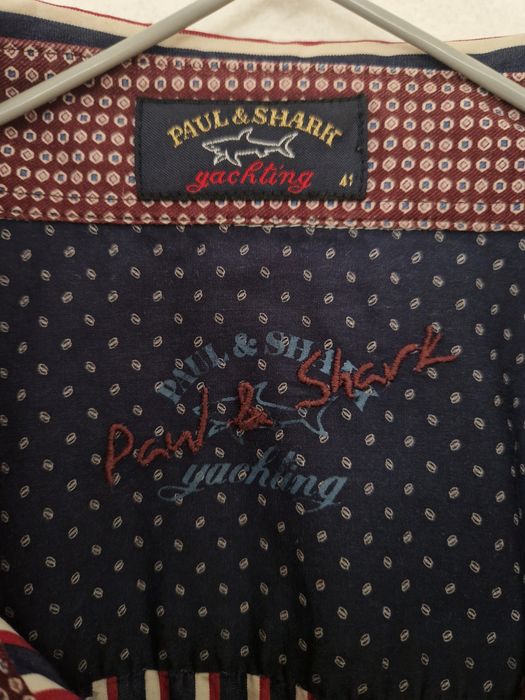 PAUL & SHARK
yachting
41
PAUL & SHARK
Paul & Shark
yachting